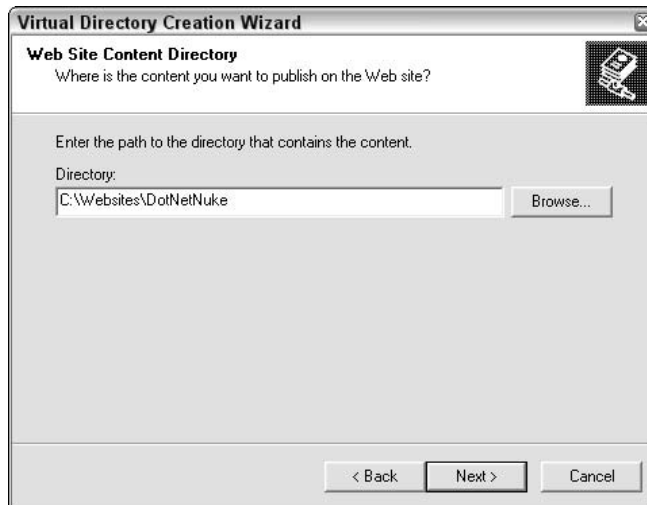 Virtual Directory Creation Wizard
Web Site Content Directory
Where is the content you want to publish on the Web site?
Enter the path to the directory that contains the content.
Directory:
C:\Websites\DotNetNuke
Browse...
< Back
Next >
Cancel